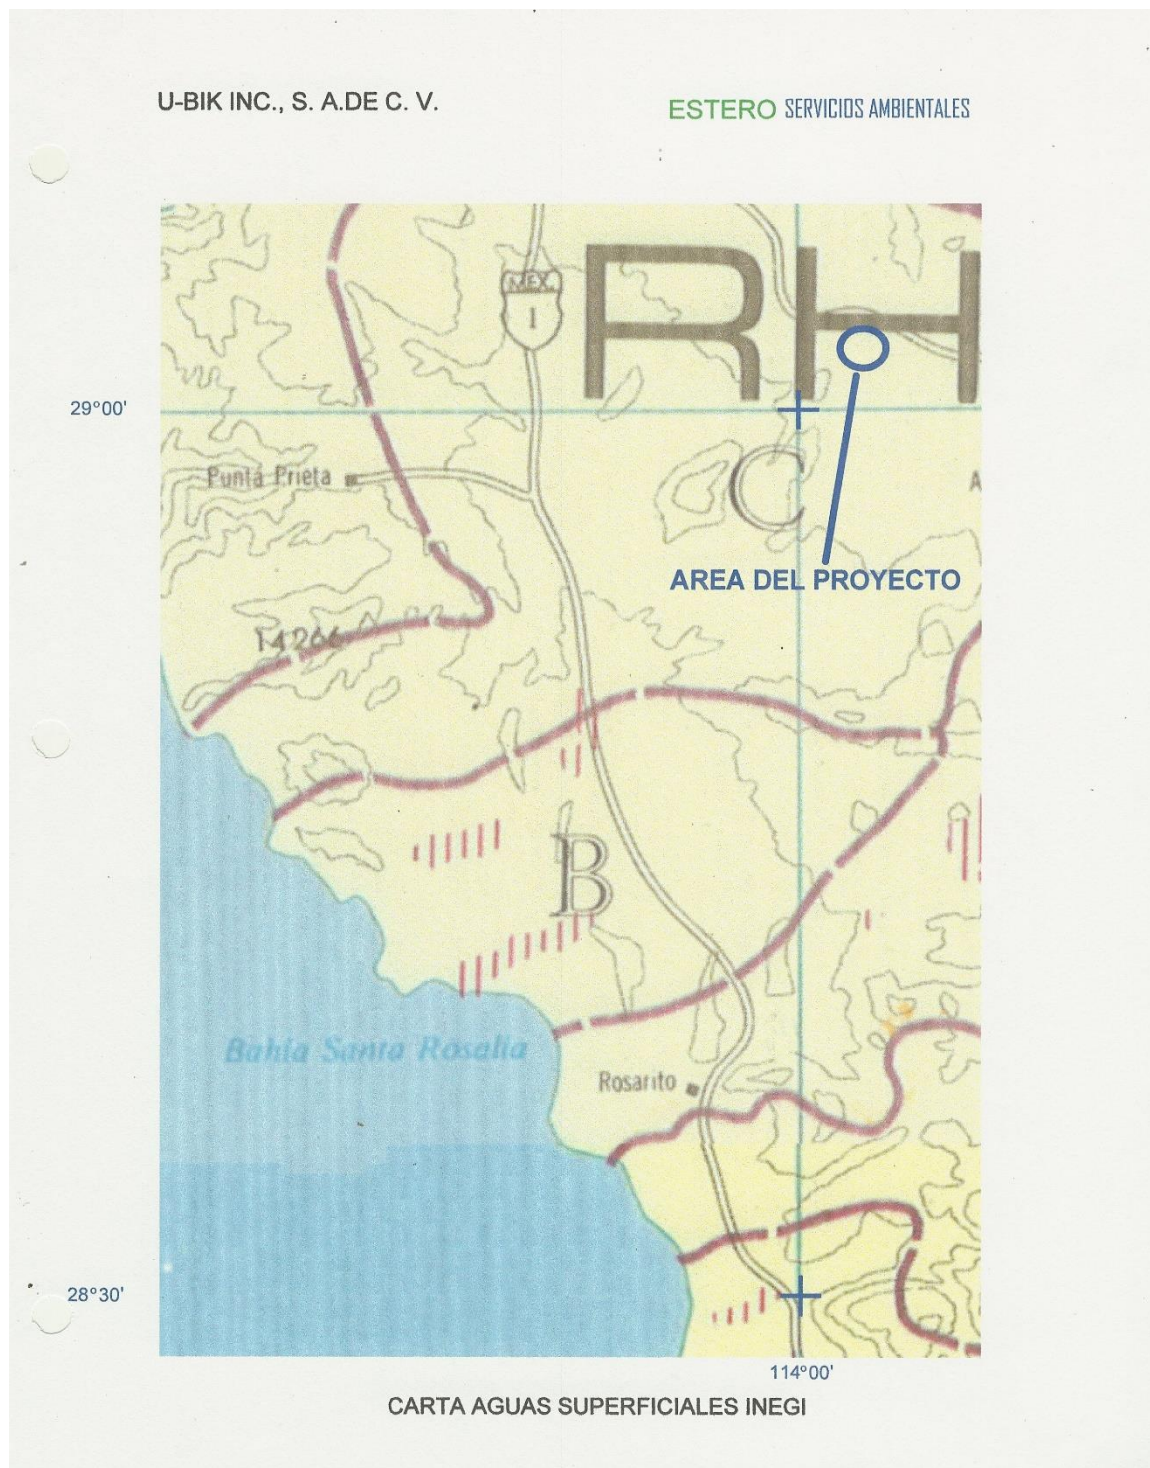 U-BIK INC., S. A.DE C. V.
ESTERO SERVICIOS AMBIENTALES
MEX.
1
RH
29°00'
Punta Prieta
C
A
AREA DEL PROYECTO
14266
B
Bahía Santa Rosalia
Rosarito
28°30'
114°00'
CARTA AGUAS SUPERFICIALES INEGI